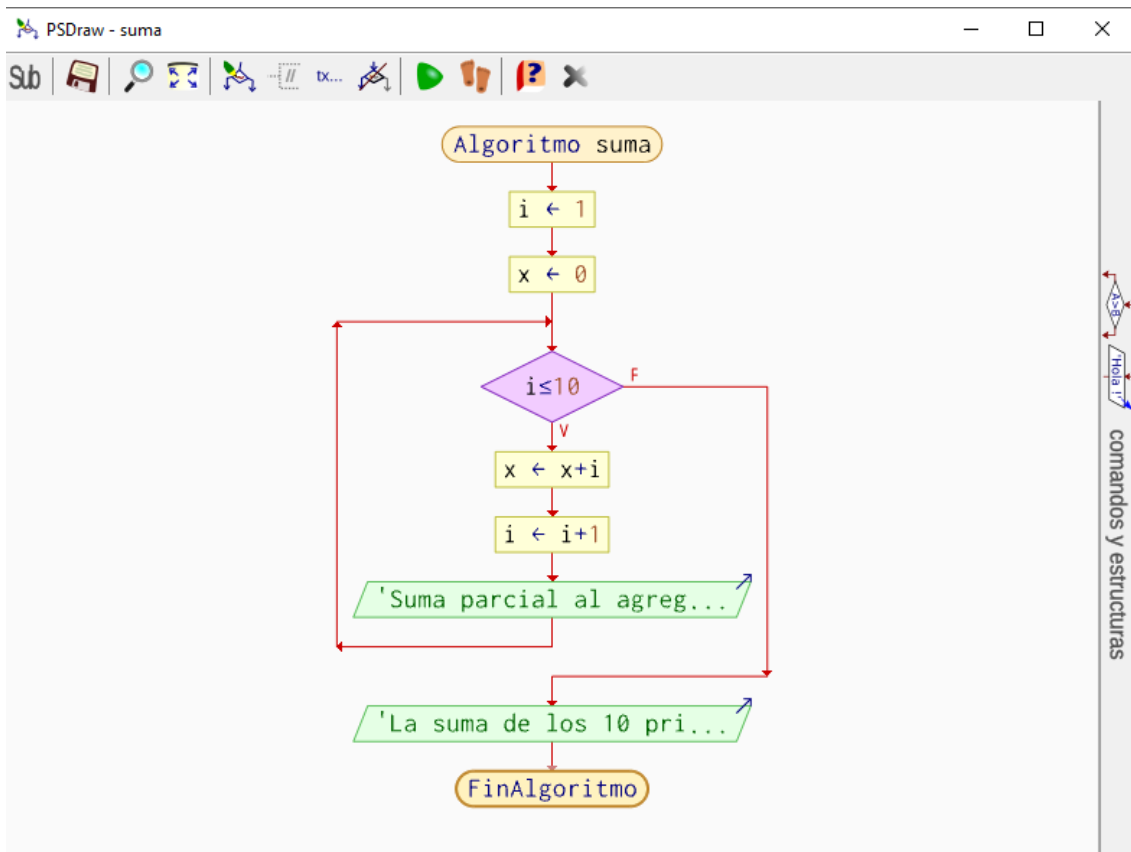 PSDraw - suma
Sub
tx...
Algoritmo suma
i ← 1
x ← 0
i≤10
F
V
x ← x+i
i ← i+1
'Suma parcial al agreg...
'La suma de los 10 pri...
FinAlgoritmo
A>B
'Hola !'
comandos y estructuras